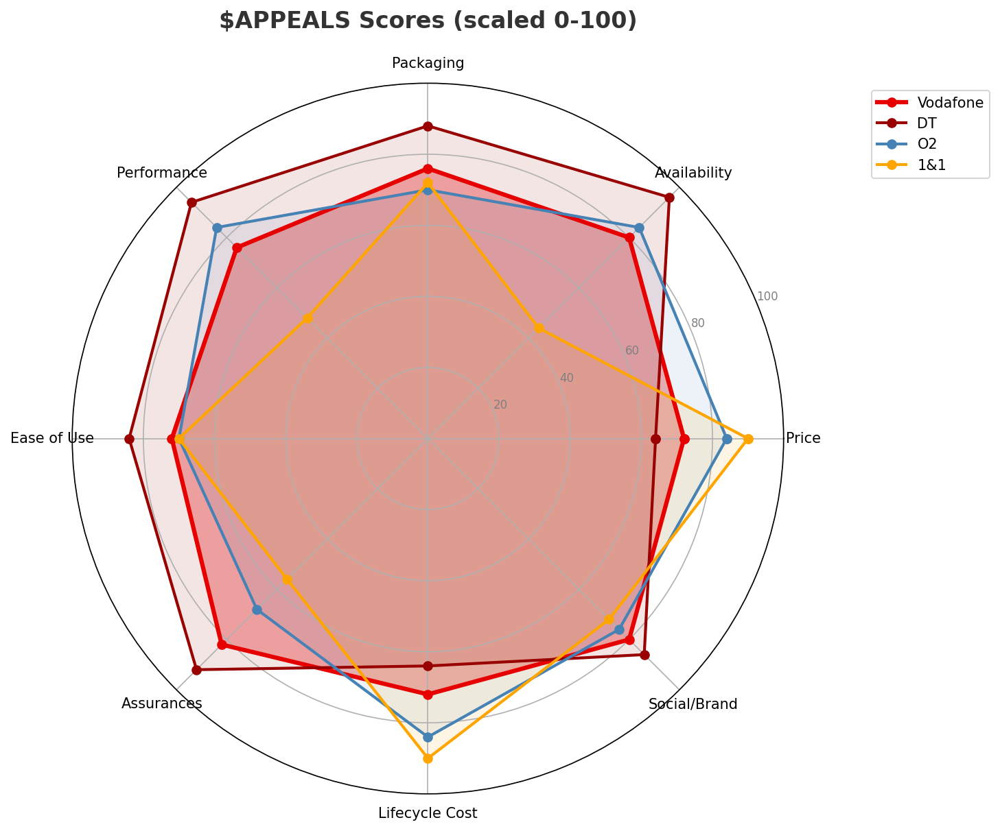 $APPEALS Scores (scaled 0-100)
Packaging
Vodafone
DT
O2
1&1
Performance
Availability
100
80
60
40
20
Ease of Use
Price
Assurances
Social/Brand
Lifecycle Cost